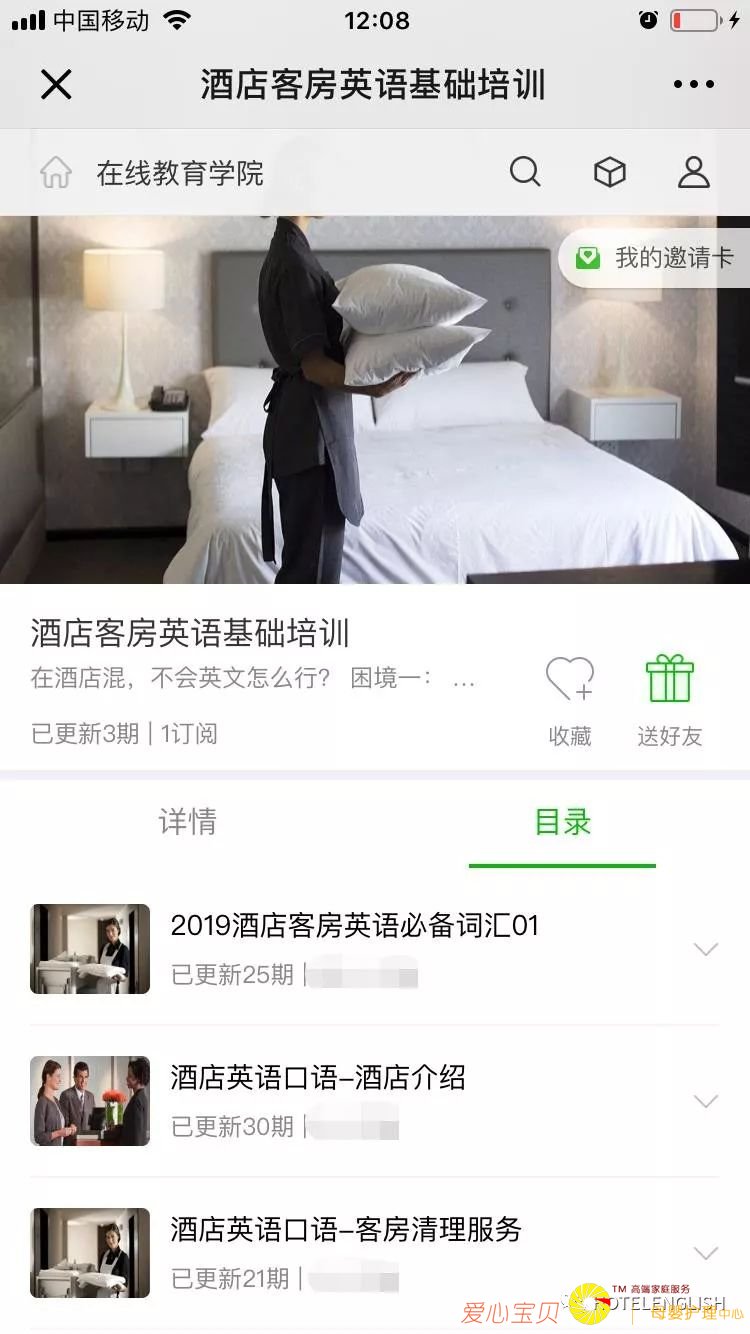 中国移动
12:08
酒店客房英语基础培训
在线教育学院
我的邀请卡
酒店客房英语基础培训
在酒店混，不会英文怎么行？ 困境一： ...
已更新3期 | 1订阅
收藏
送好友
详情
目录
2019酒店客房英语必备词汇01
已更新25期 |
酒店英语口语-酒店介绍
已更新30期 |
酒店英语口语-客房清理服务
已更新21期 |
TM 高端家庭服务
爱心宝贝
HOTELENGLISH
母婴护理中心